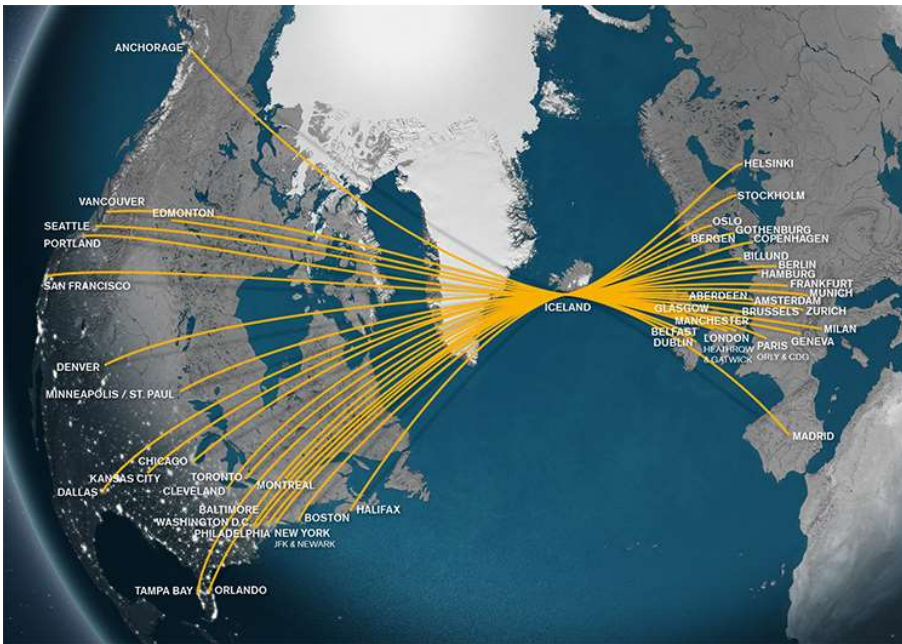 ANCHORAGE
VANCOUVER
EDMONTON
SEATTLE
PORTLAND
SAN FRANCISCO
DENVER
MINNEAPOLIS / ST. PAUL
CHICAGO
KANSAS CITY
DALLAS
TORONTO
CLEVELAND
MONTREAL
BALTIMORE
WASHINGTON D.C.
PHILADELPHIA
NEW YORK
JFK & NEWARK
BOSTON
HALIFAX
TAMPA BAY
ORLANDO
ICELAND
HELSINKI
STOCKHOLM
OSLO
GOTHENBURG
BERGEN
COPENHAGEN
BILLUND
BERLIN
HAMBURG
FRANKFURT
MUNICH
ABERDEEN
AMSTERDAM
GLASGOW
BRUSSELS
ZURICH
MANCHESTER
MILAN
BELFAST
DUBLIN
LONDON
HEATHROW
& GATWICK
PARIS
ORLY & CDG
GENEVA
MADRID